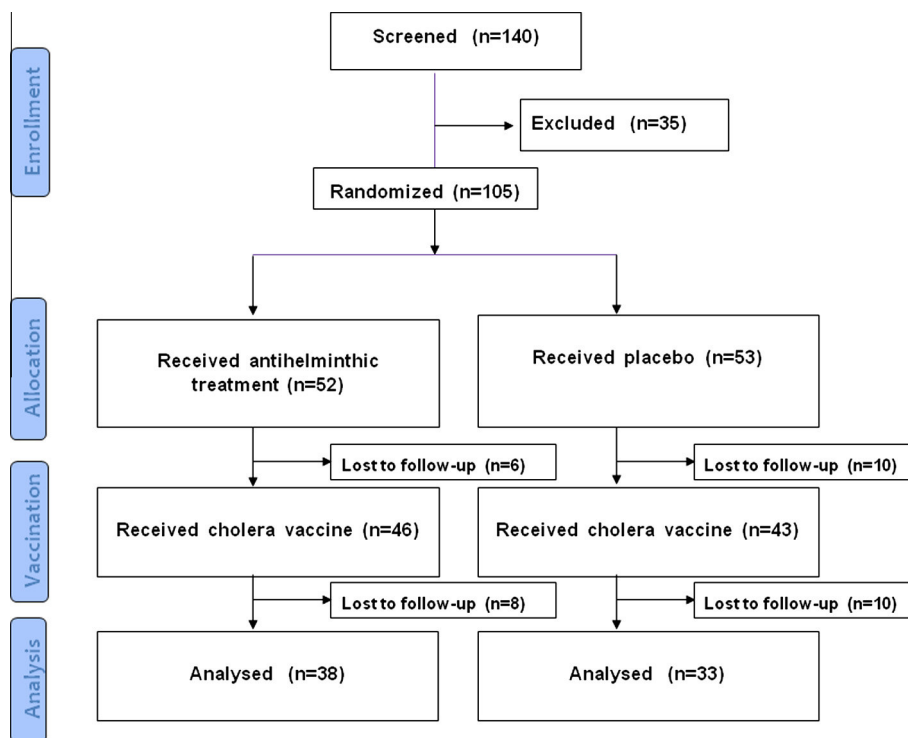 Enrollment
Screened (n=140)
Excluded (n=35)
Randomized (n=105)
Allocation
Received antihelminthic
treatment (n=52)
Received placebo (n=53)
Lost to follow-up (n=6)
Lost to follow-up (n=10)
Vaccination
Received cholera vaccine (n=46)
Received cholera vaccine (n=43)
Lost to follow-up (n=8)
Lost to follow-up (n=10)
Analysis
Analysed (n=38)
Analysed (n=33)